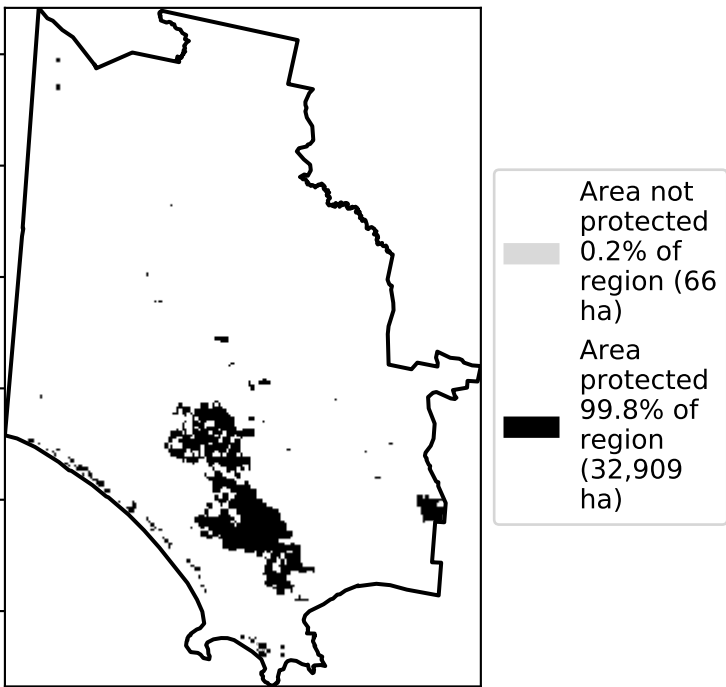 Area not
protected
0.2% of
region (66
ha)
Area
protected
99.8% of
region
(32,909
ha)